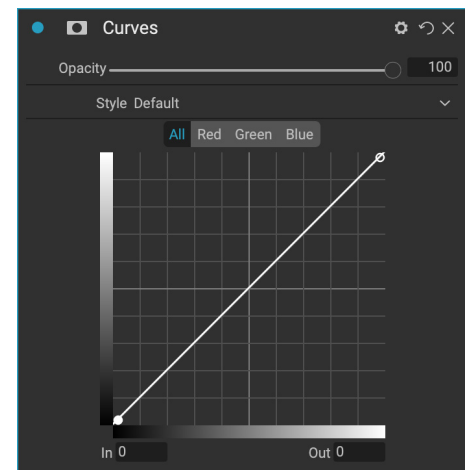 Curves
Opacity 100
Style Default
All Red Green Blue
In 0 Out 0